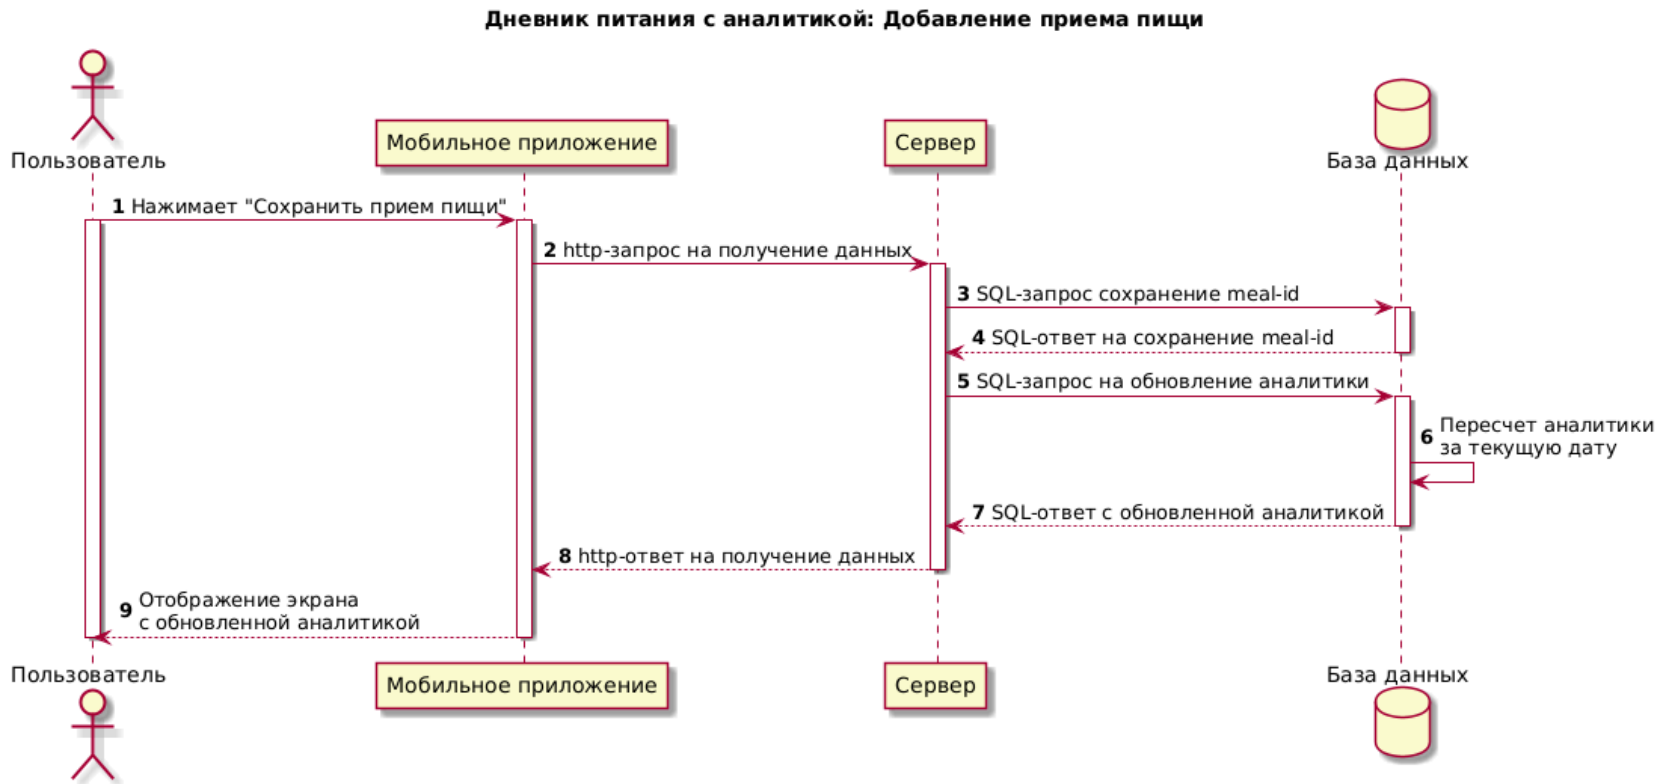 Дневник питания с аналитикой: Добавление приема пищи
Пользователь
Мобильное приложение
Сервер
База данных
1 Нажимает "Сохранить прием пищи"
2 http-запрос на получение данных
3 SQL-запрос сохранение meal-id
4 SQL-ответ на сохранение meal-id
5 SQL-запрос на обновление аналитики
6 Пересчет аналитики
за текущую дату
7 SQL-ответ с обновленной аналитикой
8 http-ответ на получение данных
9 Отображение экрана
с обновленной аналитикой
Пользователь
Мобильное приложение
Сервер
База данных